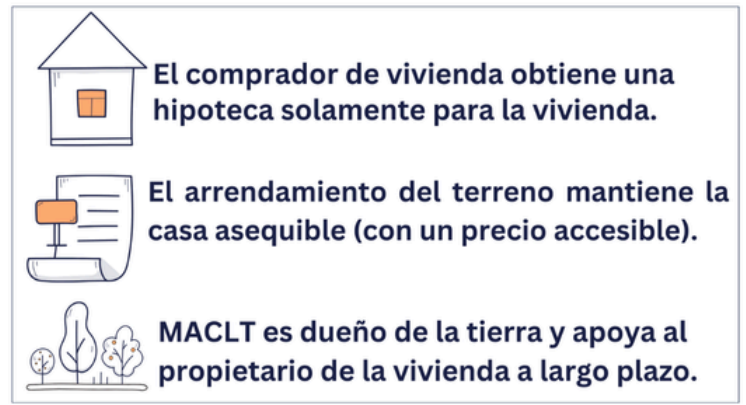 El comprador de vivienda obtiene una
hipoteca solamente para la vivienda.
El arrendamiento del terreno mantiene la
casa asequible (con un precio accesible).
MACLT es dueño de la tierra y apoya al
propietario de la vivienda a largo plazo.